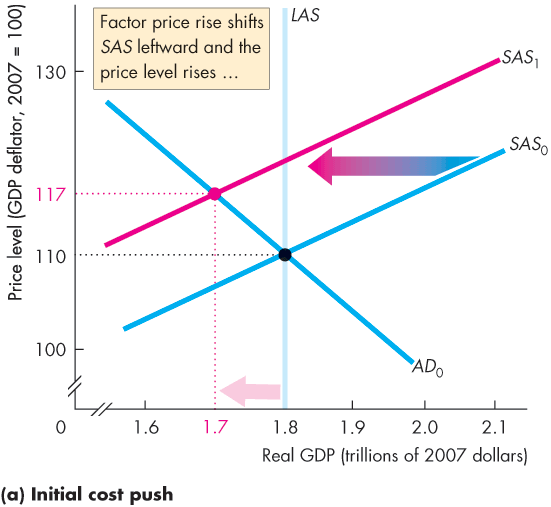 Factor price rise shifts
SAS leftward and the
price level rises …
LAS
Price level (GDP deflator, 2007 = 100)
130
117
110
100
0
SAS1
SAS0
AD0
1.6
1.7
1.8
1.9
2.0
2.1
Real GDP (trillions of 2007 dollars)
(a) Initial cost push